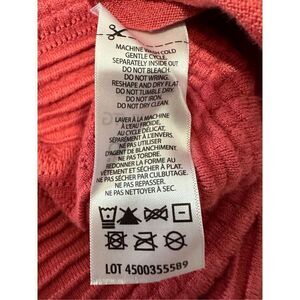 MACHINE WASH COLD
GENTLE CYCLE,
SEPARATELY INSIDE OUT
DO NOT BLEACH.
DO NOT WRING.
RESHAPE AND DRY FLAT
DO NOT TUMBLE DRY.
DO NOT IRON.
DO NOT DRY CLEAN.
LAVER À LA MACHINE
À L'EAU FROIDE,
AU CYCLE DÉLICAT,
SÉPARÉMENT À L'ENVERS.
NE PAS UTILISER
D'AGENT DE BLANCHIMENT.
NE PAS TORDRE.
REDONNER LA FORME AU
VÊTEMENT ET SÉCHER À PLAT.
NE PAS SÉCHER PAR CULBUTAGE.
NE PAS REPASSER.
NE PAS NETTOYER À SEC.
LOT 4500355589